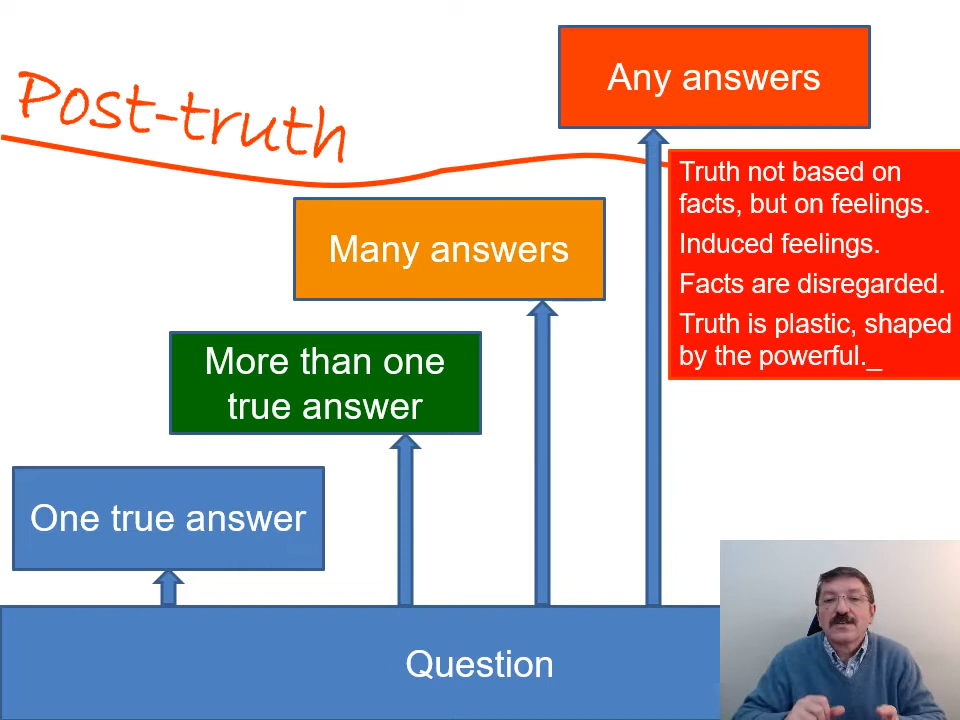 Post-truth
Any answers
Truth not based on
facts, but on feelings.
Induced feelings.
Facts are disregarded.
Truth is plastic, shaped
by the powerful._
Many answers
More than one
true answer
One true answer
Question